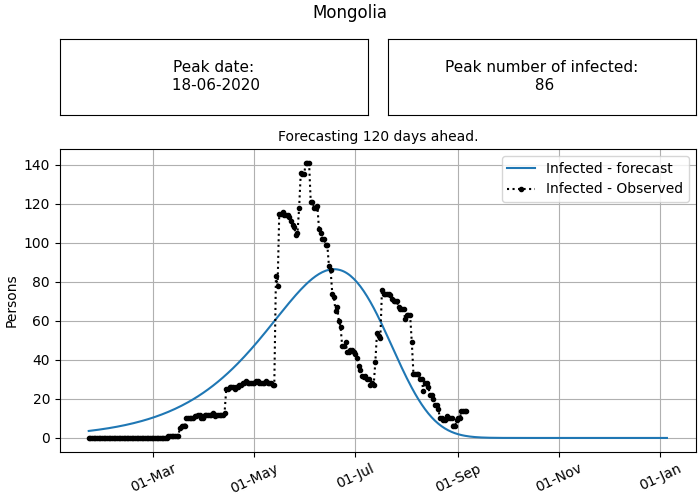 Mongolia
Peak date:
18-06-2020
Peak number of infected:
86
Forecasting 120 days ahead.
Infected - forecast
Infected - Observed
Persons
140
120
100
80
60
40
20
0
01-Mar
01-May
01-Jul
01-Sep
01-Nov
01-Jan